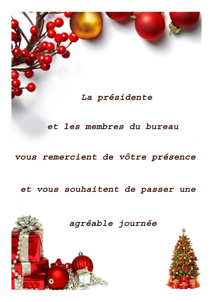 La présidente
et les membres du bureau
vous remercient de vôtre présence
et vous souhaitent de passer une
agréable journée